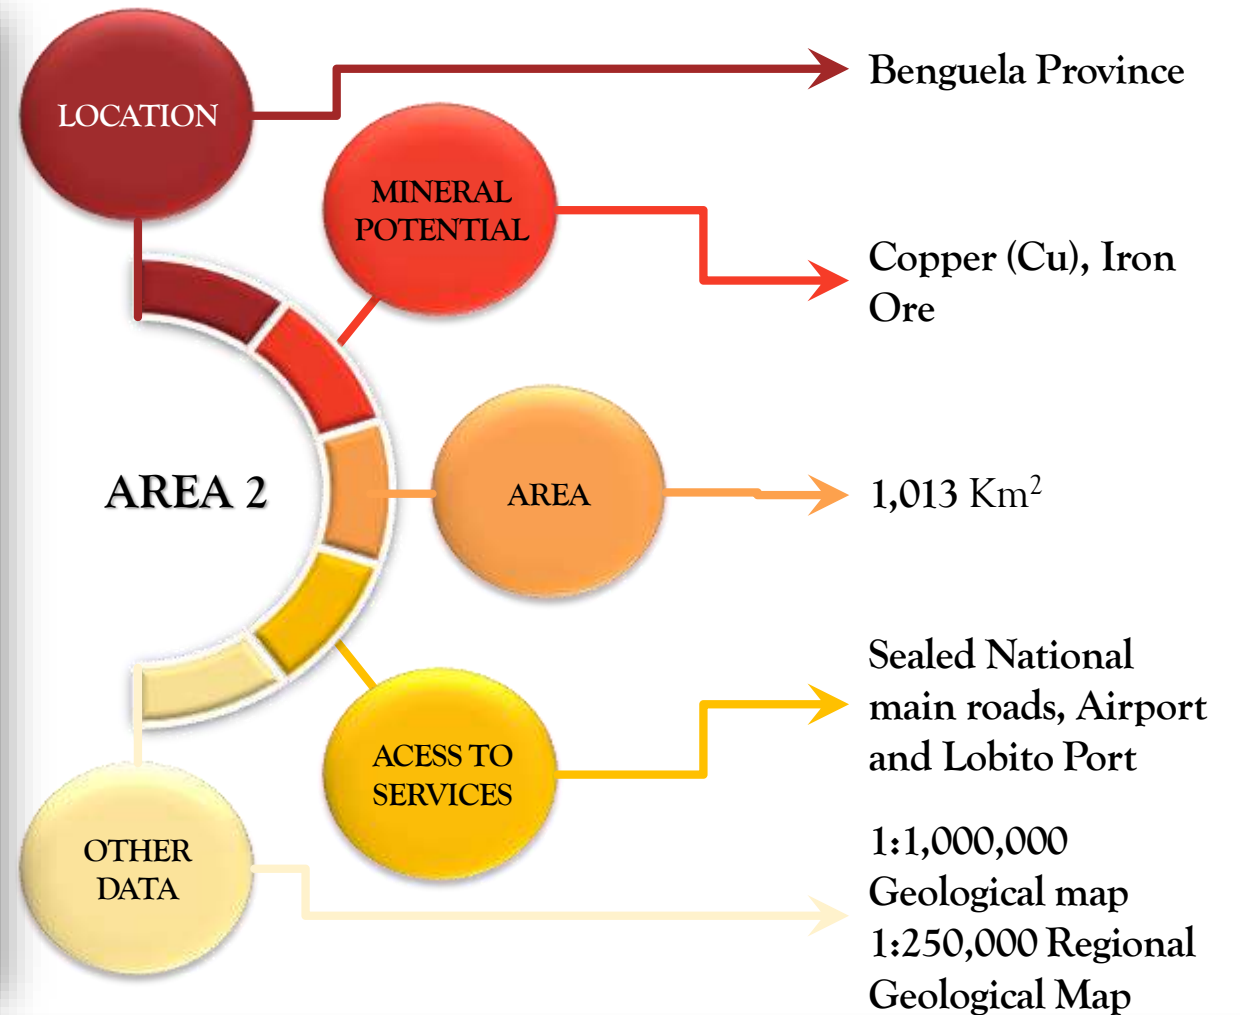 LOCATION
Benguela Province
MINERAL
POTENTIAL
Copper (Cu), Iron
Ore
AREA 2
AREA
1,013 Km²
ACESS TO
SERVICES
Sealed National
main roads, Airport
and Lobito Port
OTHER
DATA
1:1,000,000
Geological map
1:250,000 Regional
Geological Map